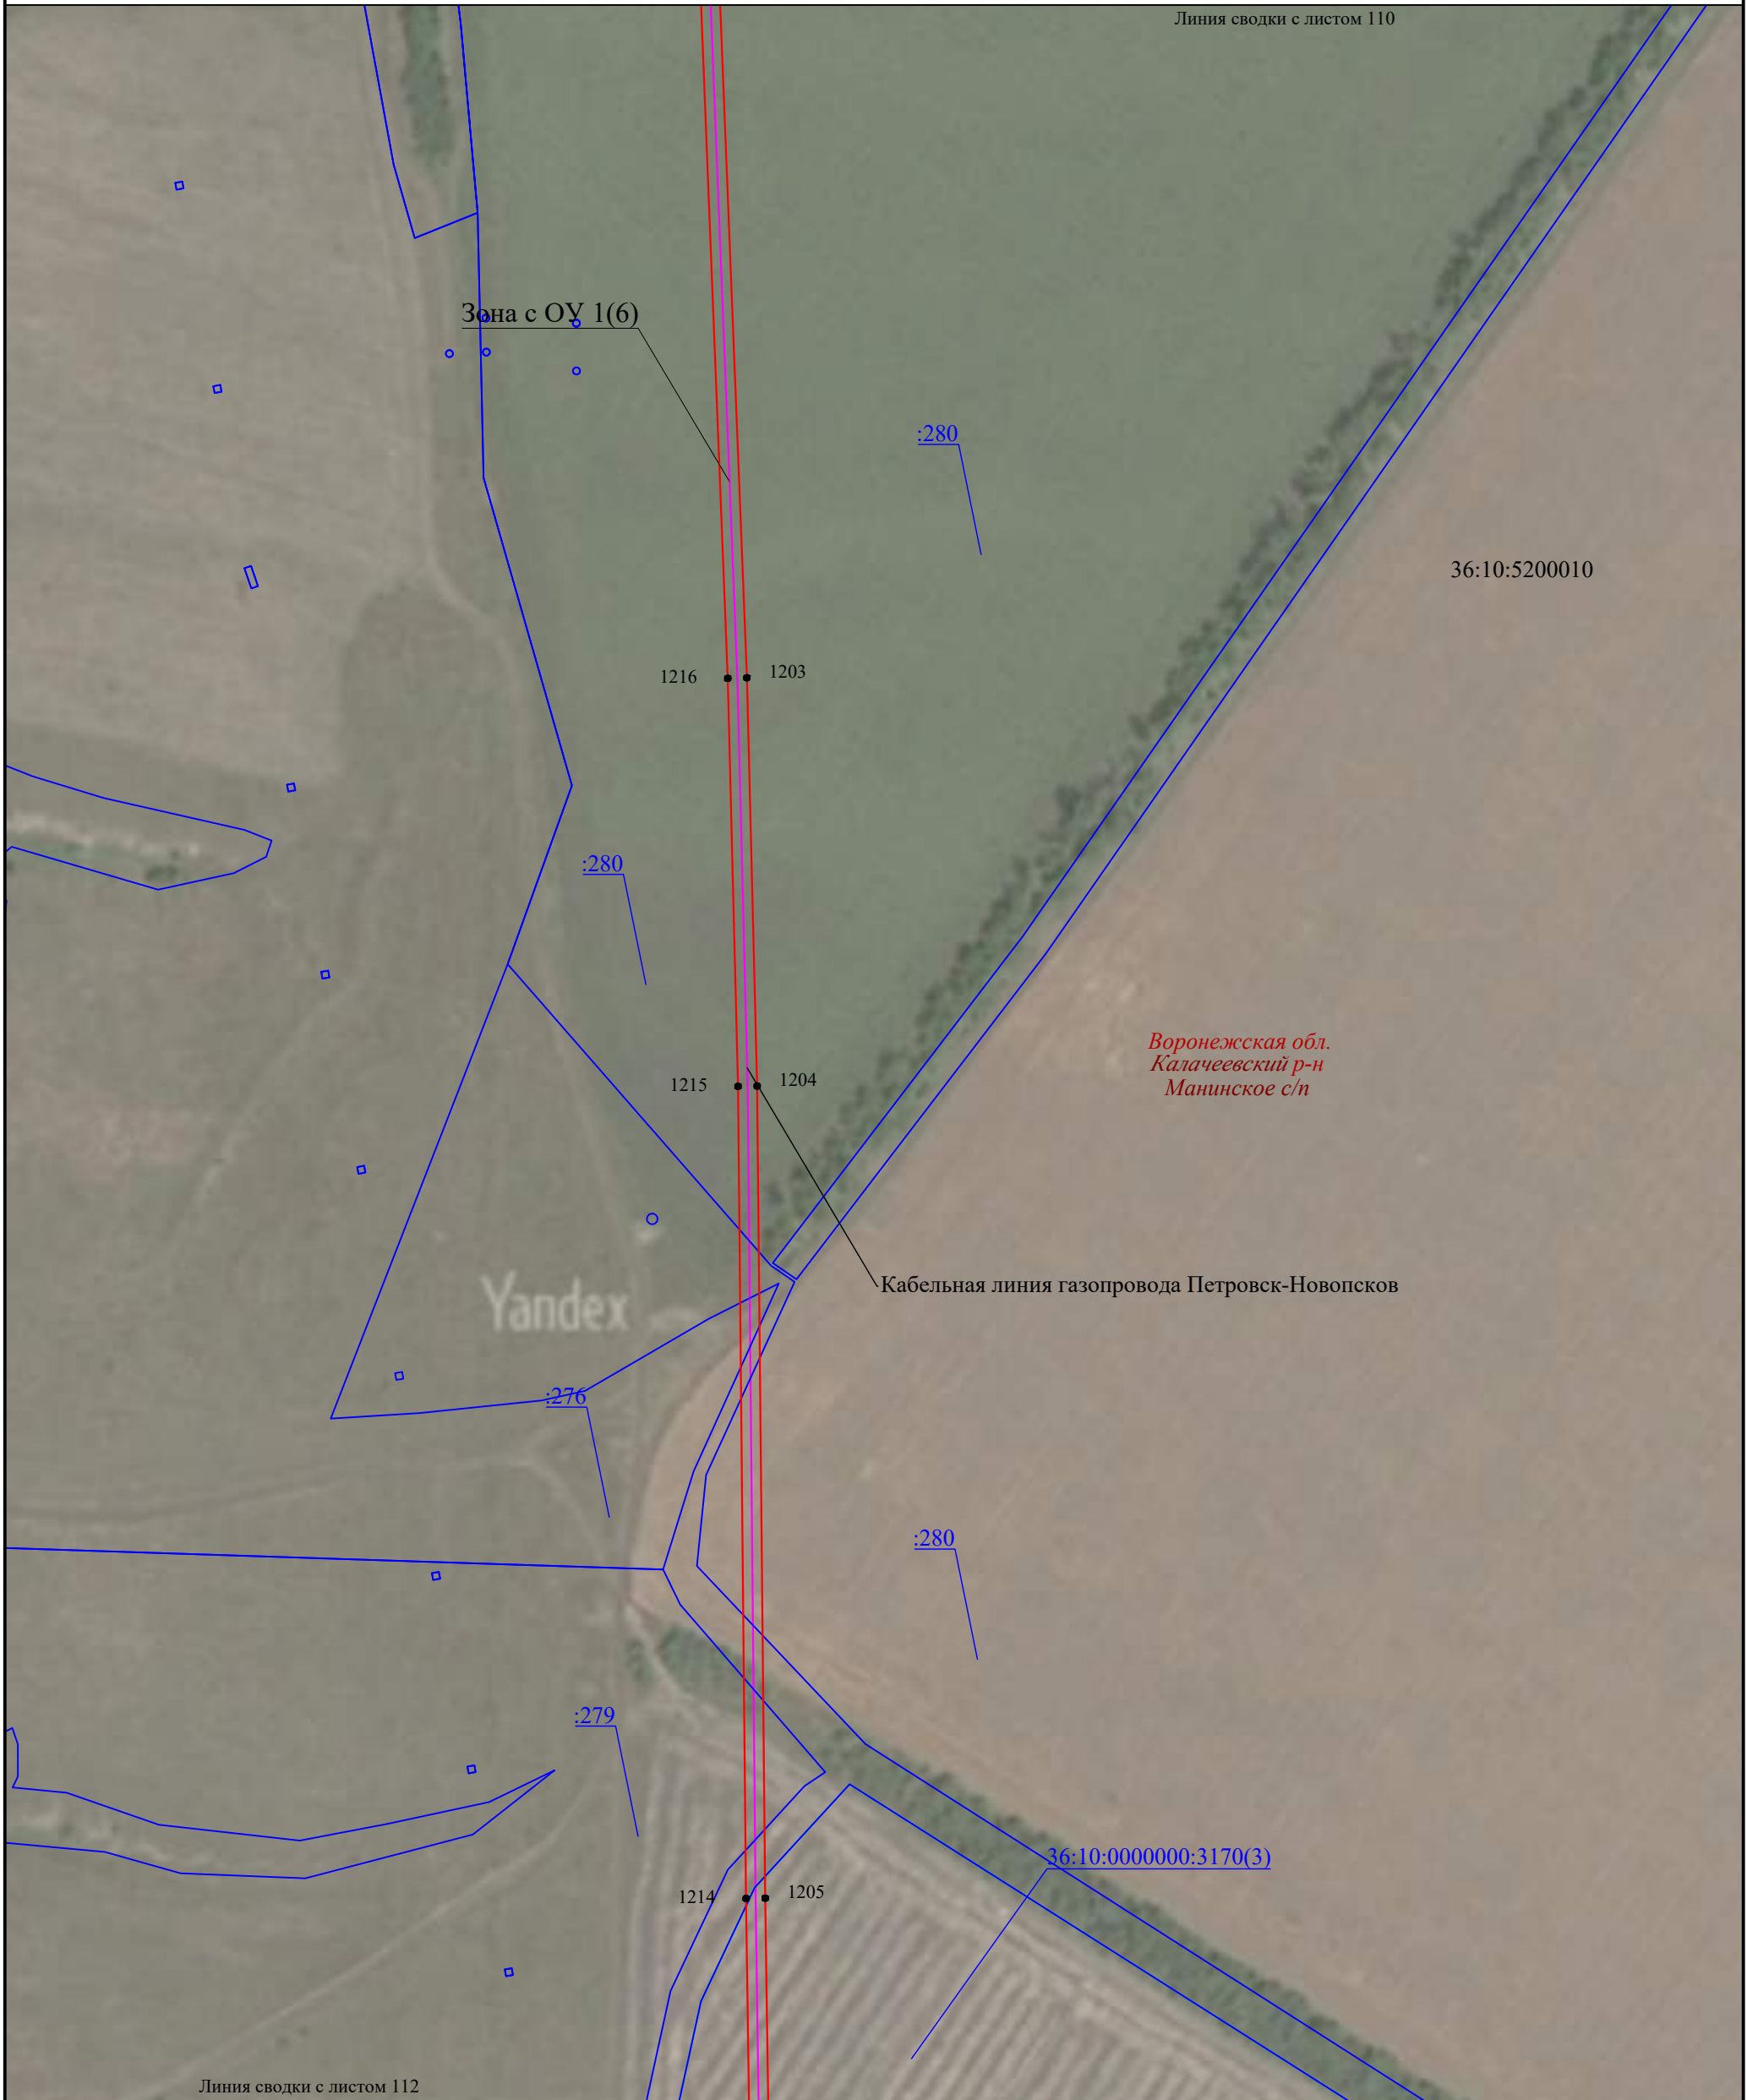 Линия сводки с листом 110
Зона с ОУ 1(6)
:280
36:10:5200010
1216
1203
:280
Воронежская обл.
Калачеевский р-н
Манинское с/п
1215
1204
Кабельная линия газопровода Петровск-Новопсков
Yandex
:276
:280
:279
36:10:0000000:3170(3)
1214
1205
Линия сводки с листом 112